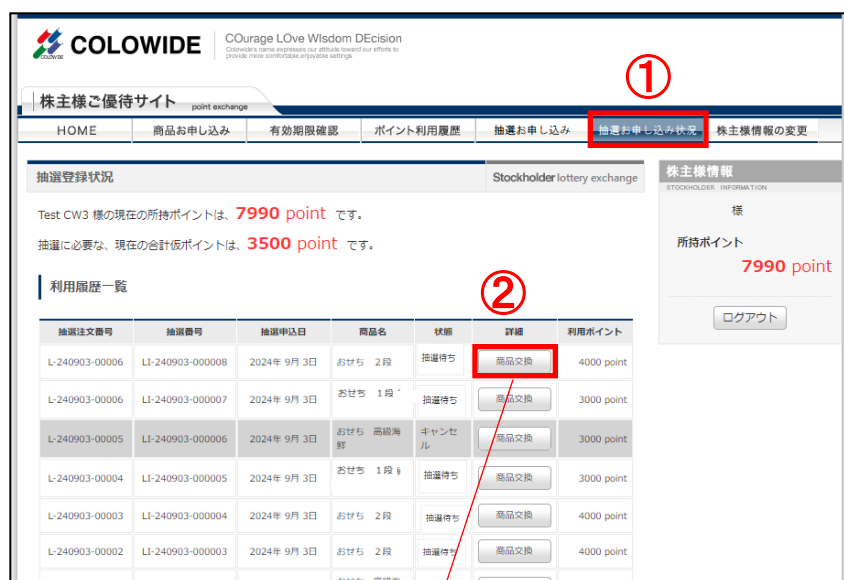 COLOWIDE
COurage LOve WIsdom DEcision
Colowide's name expresses our attitude toward our efforts to
provide more comfortable enjoyable settings.
①
株主様ご優待サイト point exchange
HOME 商品お申し込み 有効期限確認 ポイント利用履歴 抽選お申し込み 抽選お申し込み状況 株主様情報の変更
抽選登録状況 Stockholder lottery exchange
株主様情報
STOCKHOLDER INFORMATION
様
所持ポイント
7990 point
ログアウト
Test CW3 様の現在の所持ポイントは、7990 point です。
抽選に必要な、現在の合計仮ポイントは、3500 point です。
利用履歴一覧
②
抽選注文番号 抽選番号 抽選申込日 商品名 状態 詳細 利用ポイント
L-240903-00006 LI-240903-000008 2024年 9月 3日 おせち 2段 抽選待ち 商品交換 4000 point
L-240903-00006 LI-240903-000007 2024年 9月 3日 おせち 1段 抽選待ち 商品交換 3000 point
L-240903-00005 LI-240903-000006 2024年 9月 3日 おせち 高級海鮮 キャンセル 商品交換 3000 point
L-240903-00004 LI-240903-000005 2024年 9月 3日 おせち 1段 抽選待ち 商品交換 3000 point
L-240903-00003 LI-240903-000004 2024年 9月 3日 おせち 2段 抽選待ち 商品交換 4000 point
L-240903-00002 LI-240903-000003 2024年 9月 3日 おせち 2段 抽選待ち 商品交換 4000 point